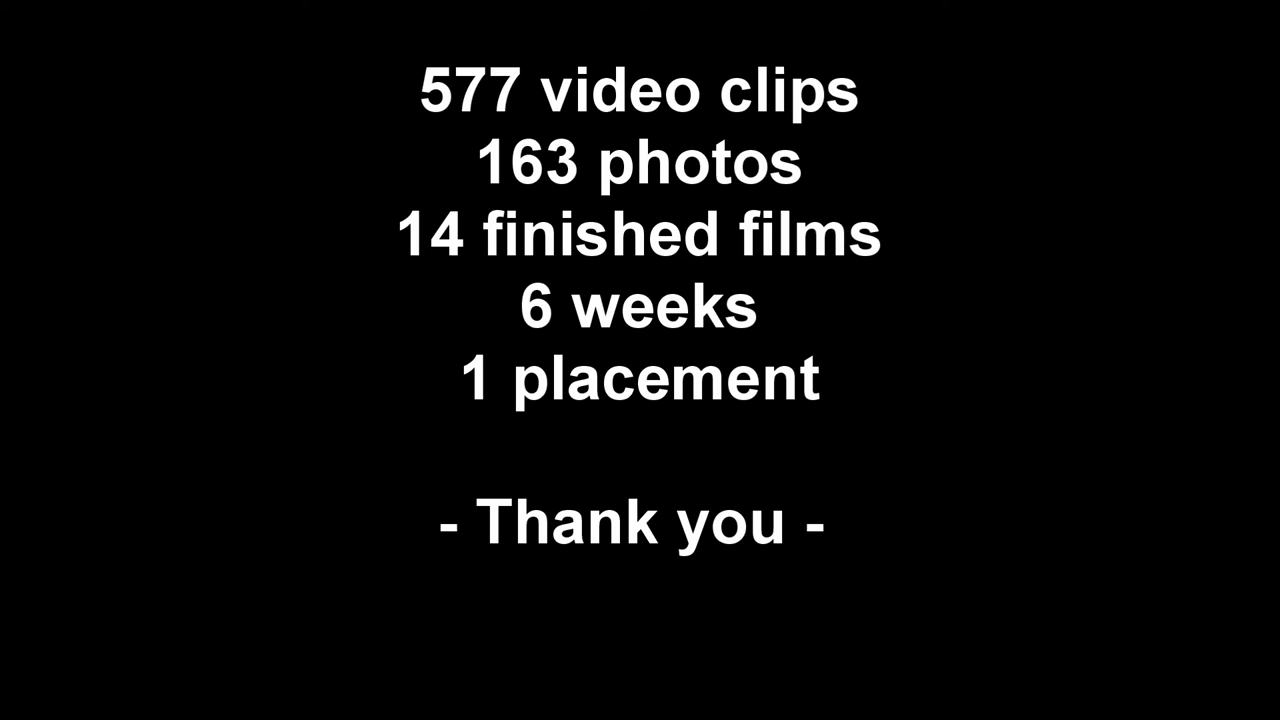 577 video clips
163 photos
14 finished films
6 weeks
1 placement
- Thank you -